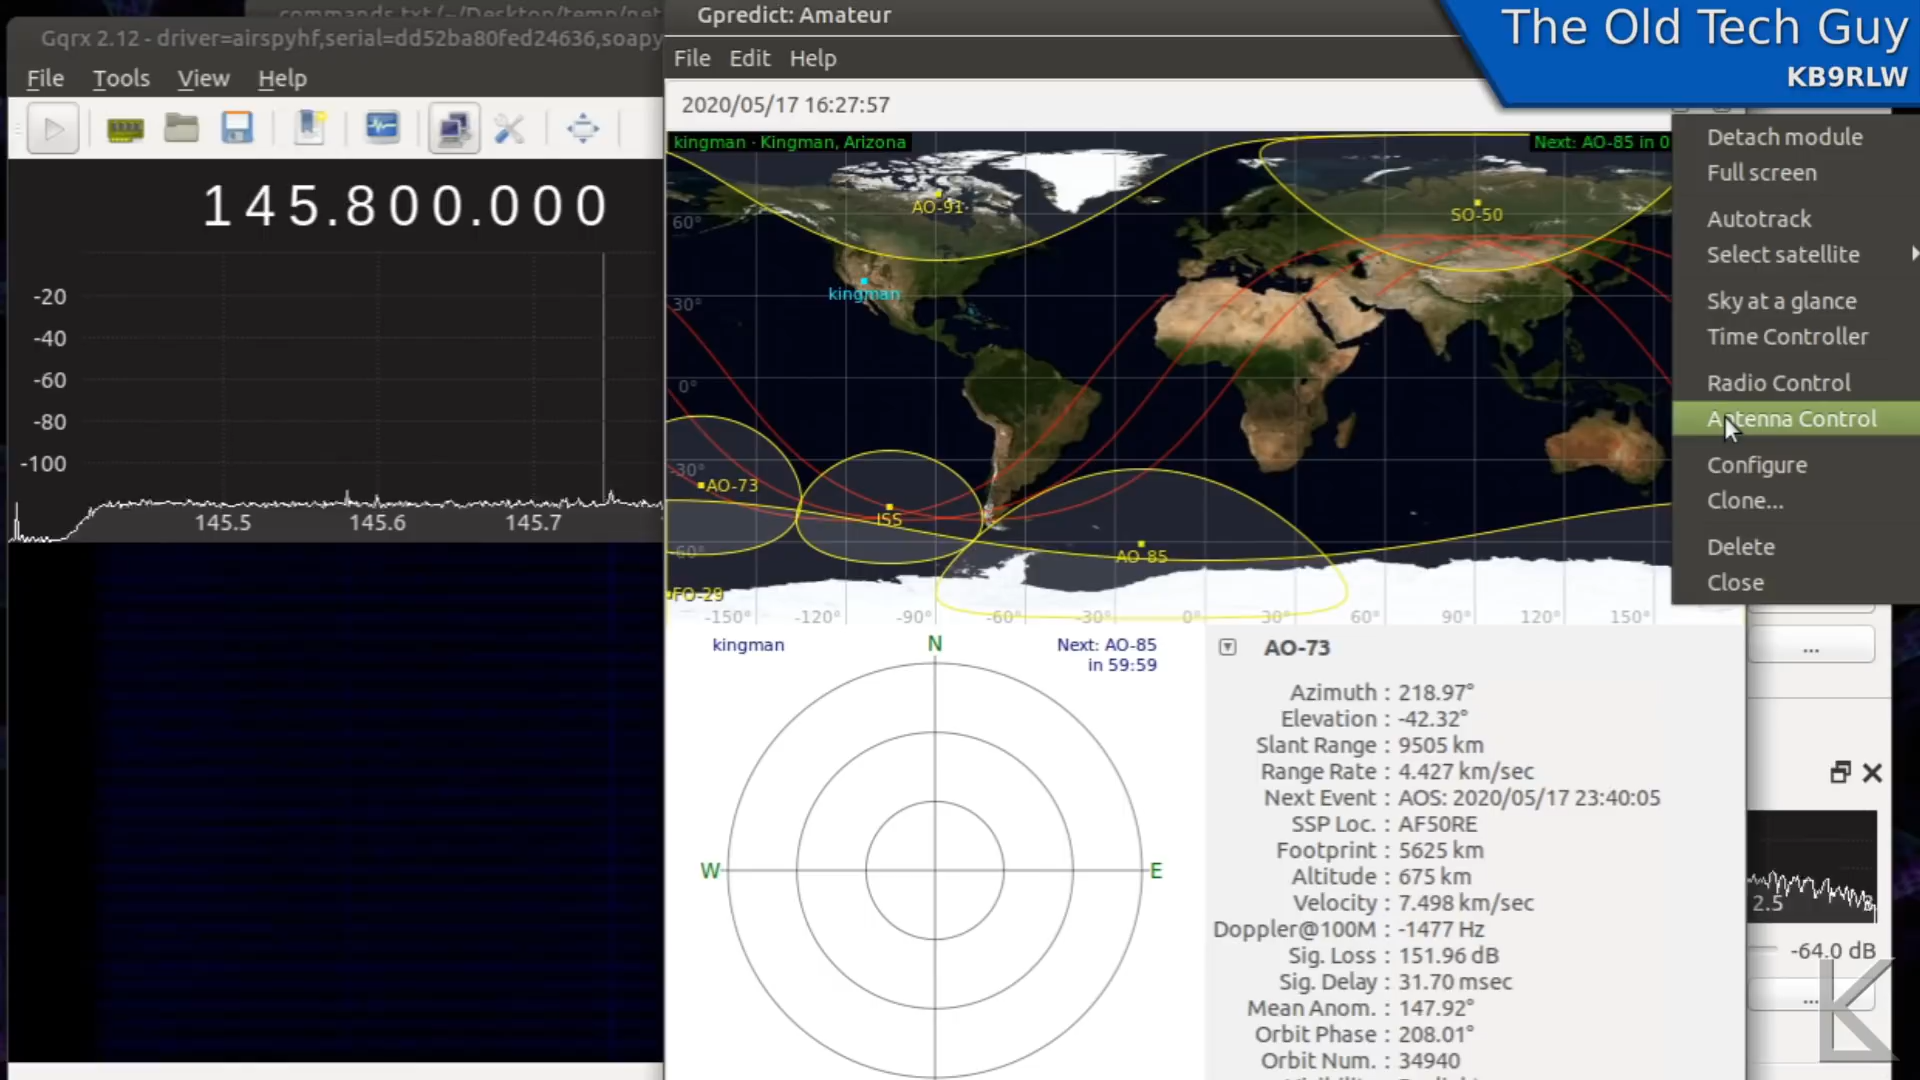 commands.txt (~/Desktop/temp/net
Gqrx 2.12 - driver=airspyhf,serial=dd52ba80fed24636,soapy
File Tools View Help
145.800.000
-20
-40
-60
-80
-100
145.5 145.6 145.7
Gpredict: Amateur
File Edit Help
2020/05/17 16:27:57
kingman - Kingman, Arizona
Next: AO-85 in 0
AO-91
SO-50
60°
kingman
30°
0°
-30°
AO-73
ISS
AO-85
-60°
FO-29
-150° -120° -90° -60° -30° 0° 30° 60° 90° 120° 150°
kingman
Next: AO-85
in 59:59
N
W
E
AO-73
Azimuth : 218.97°
Elevation : -42.32°
Slant Range : 9505 km
Range Rate : 4.427 km/sec
Next Event : AOS: 2020/05/17 23:40:05
SSP Loc. : AF50RE
Footprint : 5625 km
Altitude : 675 km
Velocity : 7.498 km/sec
Doppler@100M : -1477 Hz
Sig. Loss : 151.96 dB
Sig. Delay : 31.70 msec
Mean Anom. : 147.92°
Orbit Phase : 208.01°
Orbit Num. : 34940
The Old Tech Guy
KB9RLW
Detach module
Full screen
Autotrack
Select satellite
Sky at a glance
Time Controller
Radio Control
Antenna Control
Configure
Clone...
Delete
Close
...
2.5
-64.0 dB
...
K